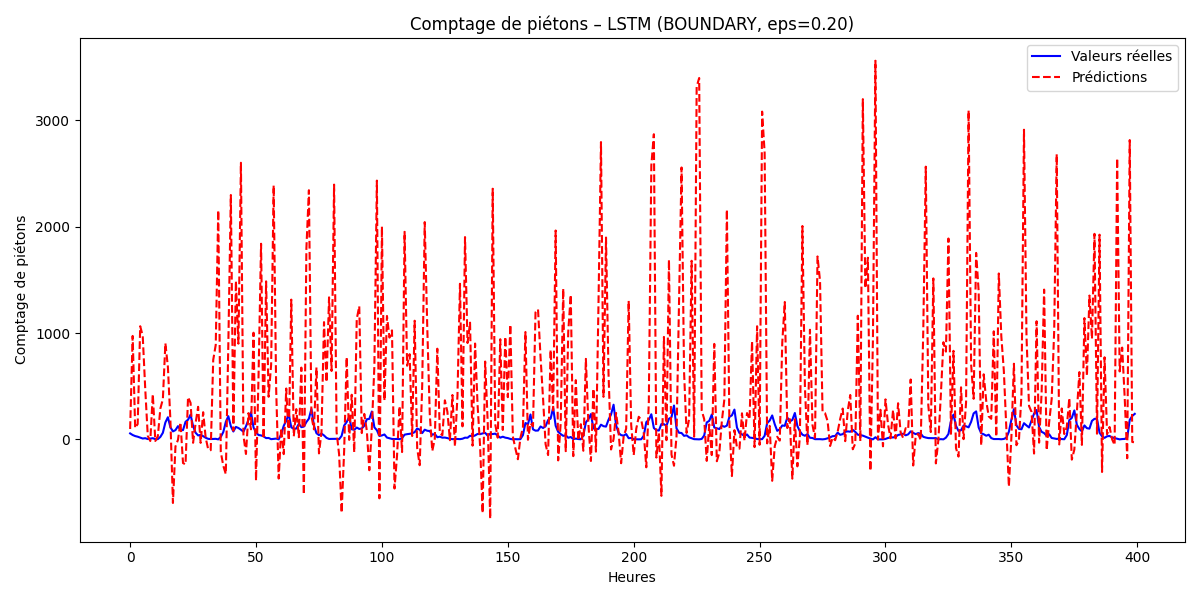 Comptage de piétons – LSTM (BOUNDARY, eps=0.20)
Valeurs réelles
Prédictions
Comptage de piétons
3000
2000
1000
0
0 50 100 150 200 250 300 350 400
Heures